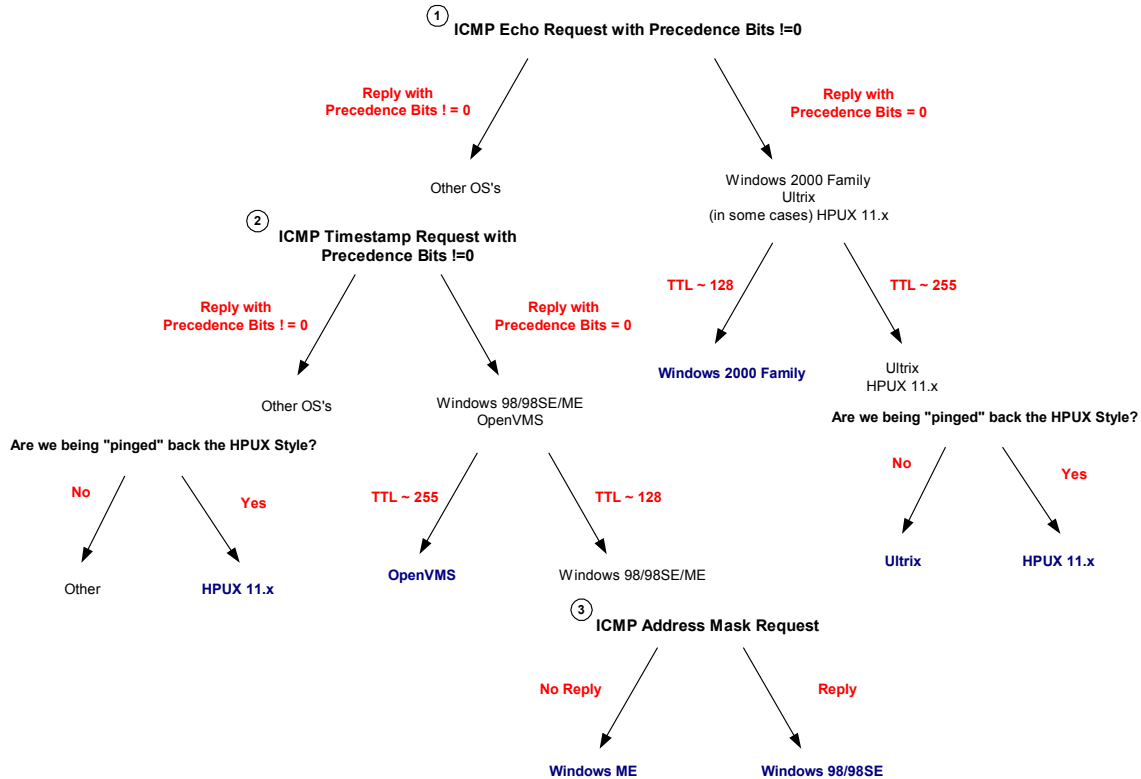 1
ICMP Echo Request with Precedence Bits !=0
Reply with
Precedence Bits ! = 0
Reply with
Precedence Bits = 0
Other OS's
Windows 2000 Family
Ultrix
(in some cases) HPUX 11.x
2
ICMP Timestamp Request with
Precedence Bits !=0
TTL ~ 128
TTL ~ 255
Reply with
Precedence Bits ! = 0
Reply with
Precedence Bits = 0
Windows 2000 Family
Ultrix
HPUX 11.x
Other OS's
Windows 98/98SE/ME
OpenVMS
Are we being "pinged" back the HPUX Style?
Are we being "pinged" back the HPUX Style?
No
Yes
TTL ~ 255
TTL ~ 128
No
Yes
Other
HPUX 11.x
OpenVMS
Windows 98/98SE/ME
Ultrix
HPUX 11.x
3
ICMP Address Mask Request
No Reply
Reply
Windows ME
Windows 98/98SE